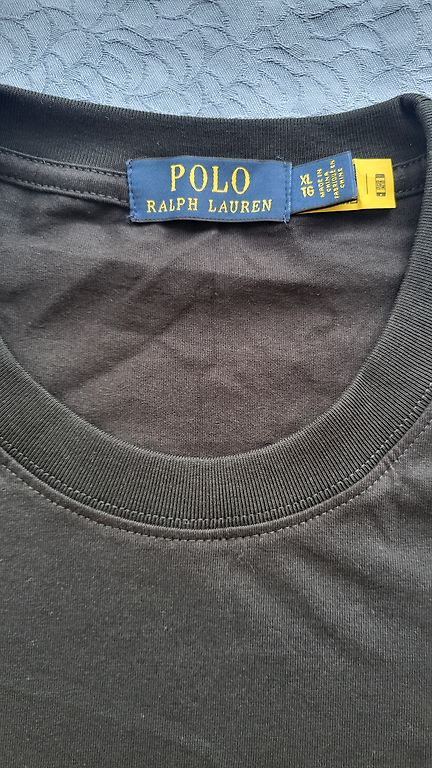 POLO
RALPH LAUREN
XL
TG
MADE IN
CHINA
FABRIQUÉ EN
CHINE